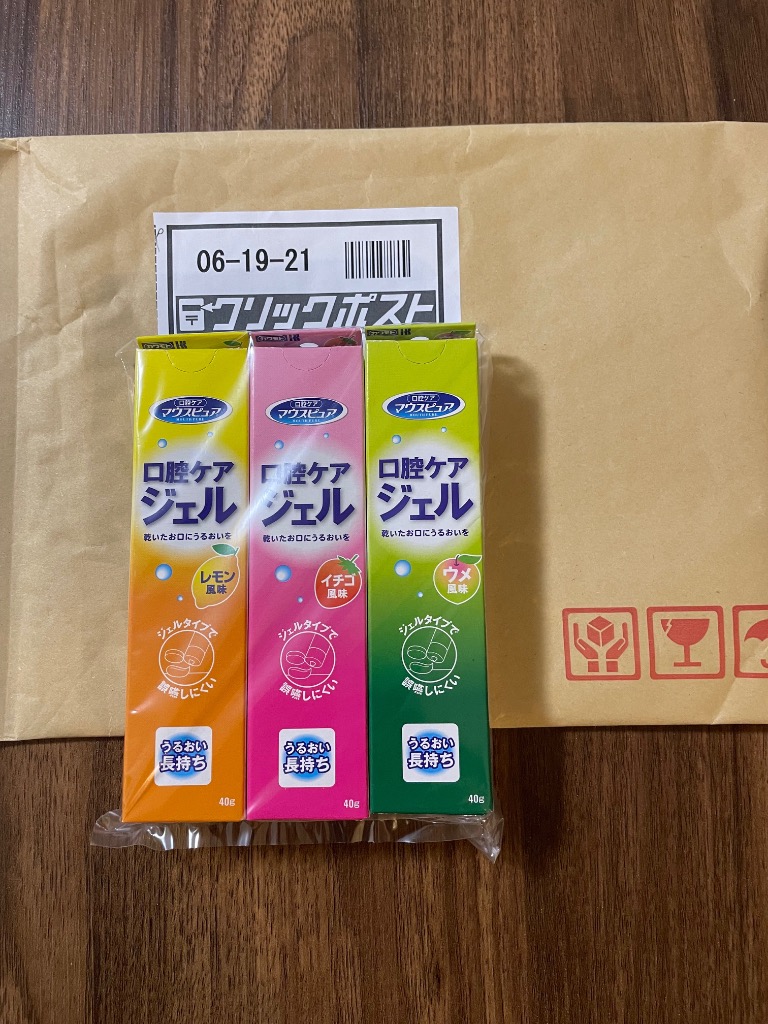 06-19-21
クリックポスト
口腔ケア
マウスピュア
MOUTHPURE
口腔ケア
ジェル
乾いたお口にうるおいを
レモン
風味
ジェルタイプで
誤嚥しにくい
うるおい
長持ち
40g
口腔ケア
マウスピュア
MOUTHPURE
口腔ケア
ジェル
乾いたお口にうるおいを
イチゴ
風味
ジェルタイプで
誤嚥しにくい
うるおい
長持ち
40g
口腔ケア
マウスピュア
MOUTHPURE
口腔ケア
ジェル
乾いたお口にうるおいを
ウメ
風味
ジェルタイプで
誤嚥しにくい
うるおい
長持ち
40g